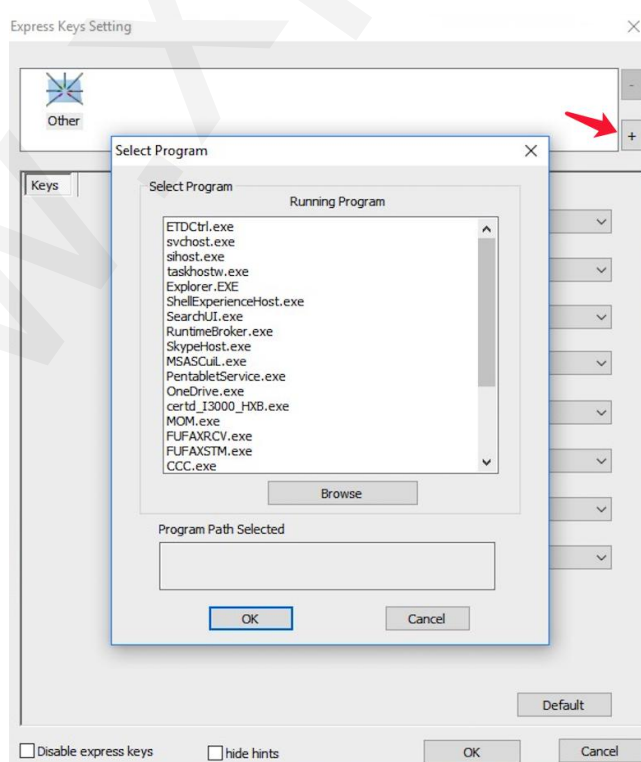 Express Keys Setting
Other
-
+
Select Program
Keys
Select Program
Running Program
ETDCtrl.exe
svchost.exe
sihost.exe
taskhostw.exe
Explorer.EXE
ShellExperienceHost.exe
SearchUI.exe
RuntimeBroker.exe
SkypeHost.exe
MSASCuiL.exe
PentabletService.exe
OneDrive.exe
certd_I3000_HXB.exe
MOM.exe
FUFAXRCV.exe
FUFAXSTM.exe
CCC.exe
Browse
Program Path Selected
OK Cancel
Default
Disable express keys hide hints OK Cancel